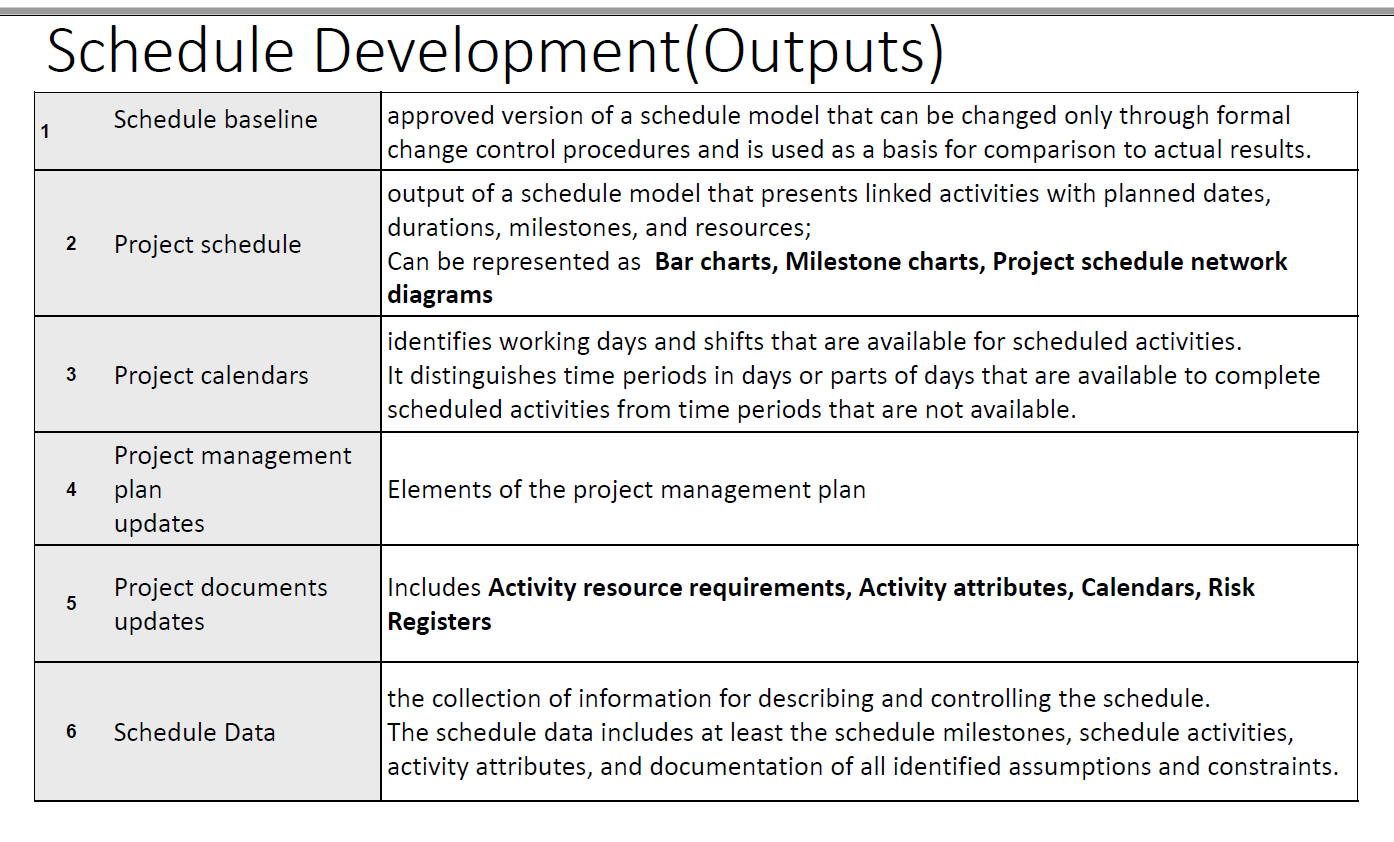 Schedule Development(Outputs)
1 Schedule baseline
approved version of a schedule model that can be changed only through formal
change control procedures and is used as a basis for comparison to actual results.
2 Project schedule
output of a schedule model that presents linked activities with planned dates,
durations, milestones, and resources;
Can be represented as Bar charts, Milestone charts, Project schedule network
diagrams
3 Project calendars
identifies working days and shifts that are available for scheduled activities.
It distinguishes time periods in days or parts of days that are available to complete
scheduled activities from time periods that are not available.
Project management
4 plan
updates
Elements of the project management plan
5 Project documents
updates
Includes Activity resource requirements, Activity attributes, Calendars, Risk
Registers
6 Schedule Data
the collection of information for describing and controlling the schedule.
The schedule data includes at least the schedule milestones, schedule activities,
activity attributes, and documentation of all identified assumptions and constraints.